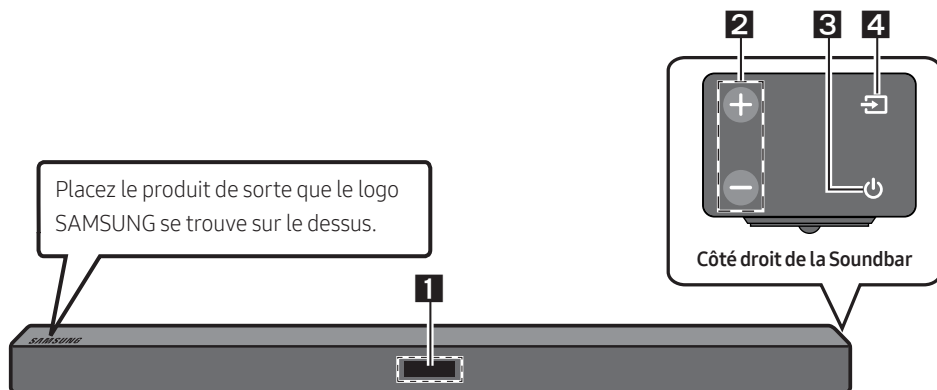 2
3
4
+
−
3
Placez le produit de sorte que le logo
SAMSUNG se trouve sur le dessus.
Côté droit de la Soundbar
1
SAMSUNG